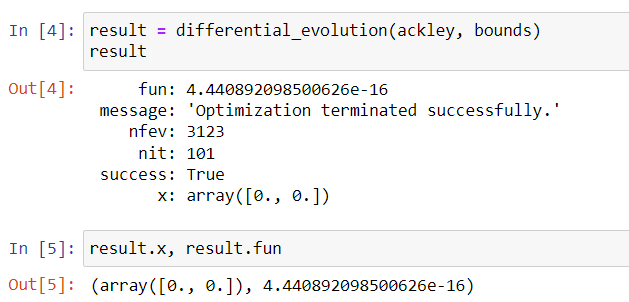 In [4]: result = differential_evolution(ackley, bounds)
result
Out[4]: fun: 4.440892098500626e-16
message: 'Optimization terminated successfully.'
nfev: 3123
nit: 101
success: True
x: array([0., 0.])
In [5]: result.x, result.fun
Out[5]: (array([0., 0.]), 4.440892098500626e-16)